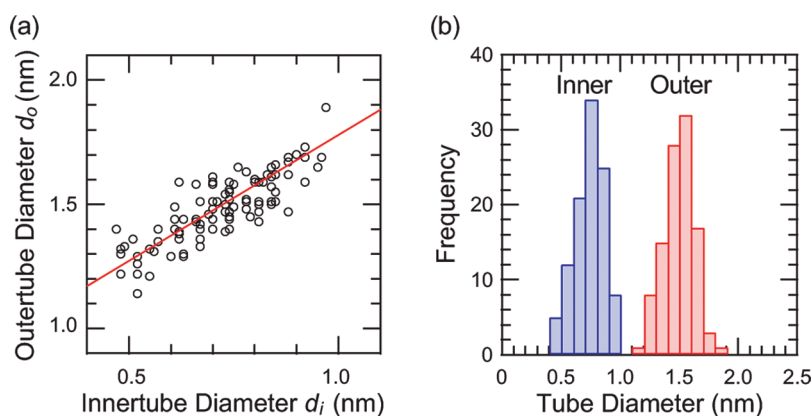 (a)
Outertube Diameter do (nm)
2.0
1.5
1.0
0.5
1.0
Innertube Diameter di (nm)
(b)
Frequency
40
30
20
10
0
Inner Outer
0
0.5
1.0
1.5
2.0
2.5
Tube Diameter (nm)